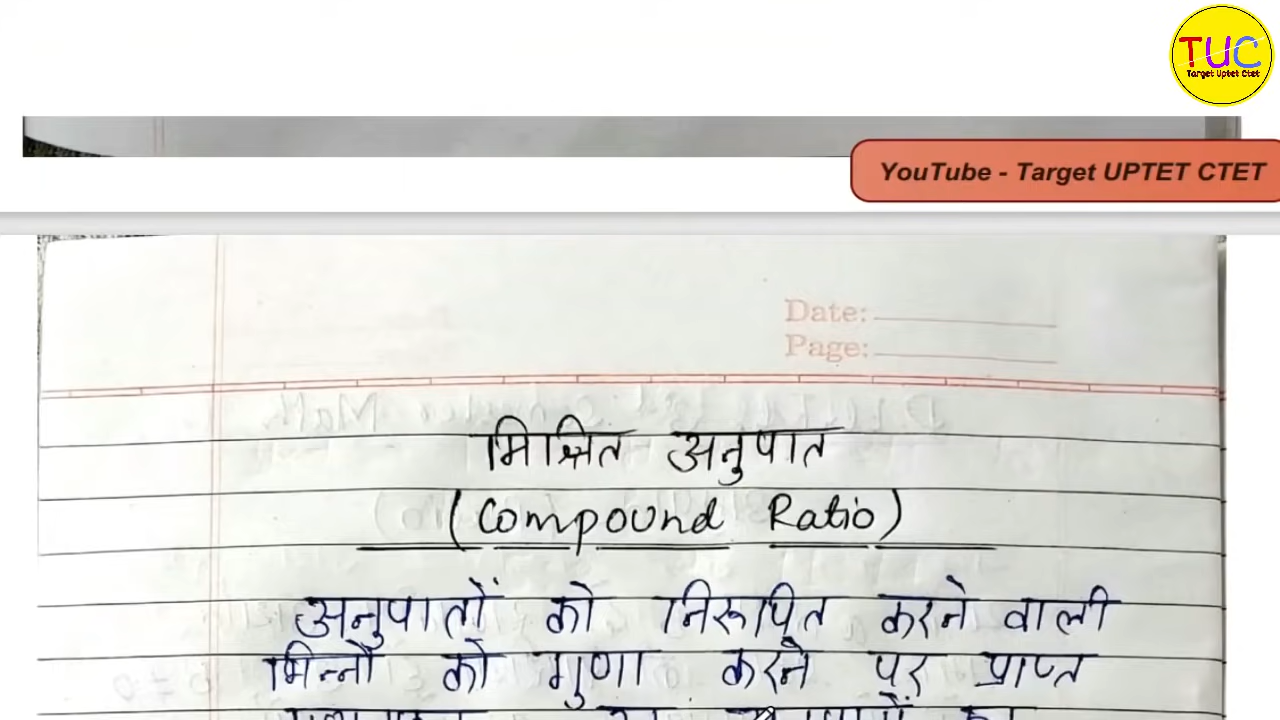 TUC
Target Uptet Ctet
YouTube - Target UPTET CTET
Date:
Page:
मिश्रित अनुपात
(Compound Ratio)
अनुपातों को निरूपित करने वाली
भिन्नों को गुणा करने पर प्राप्त